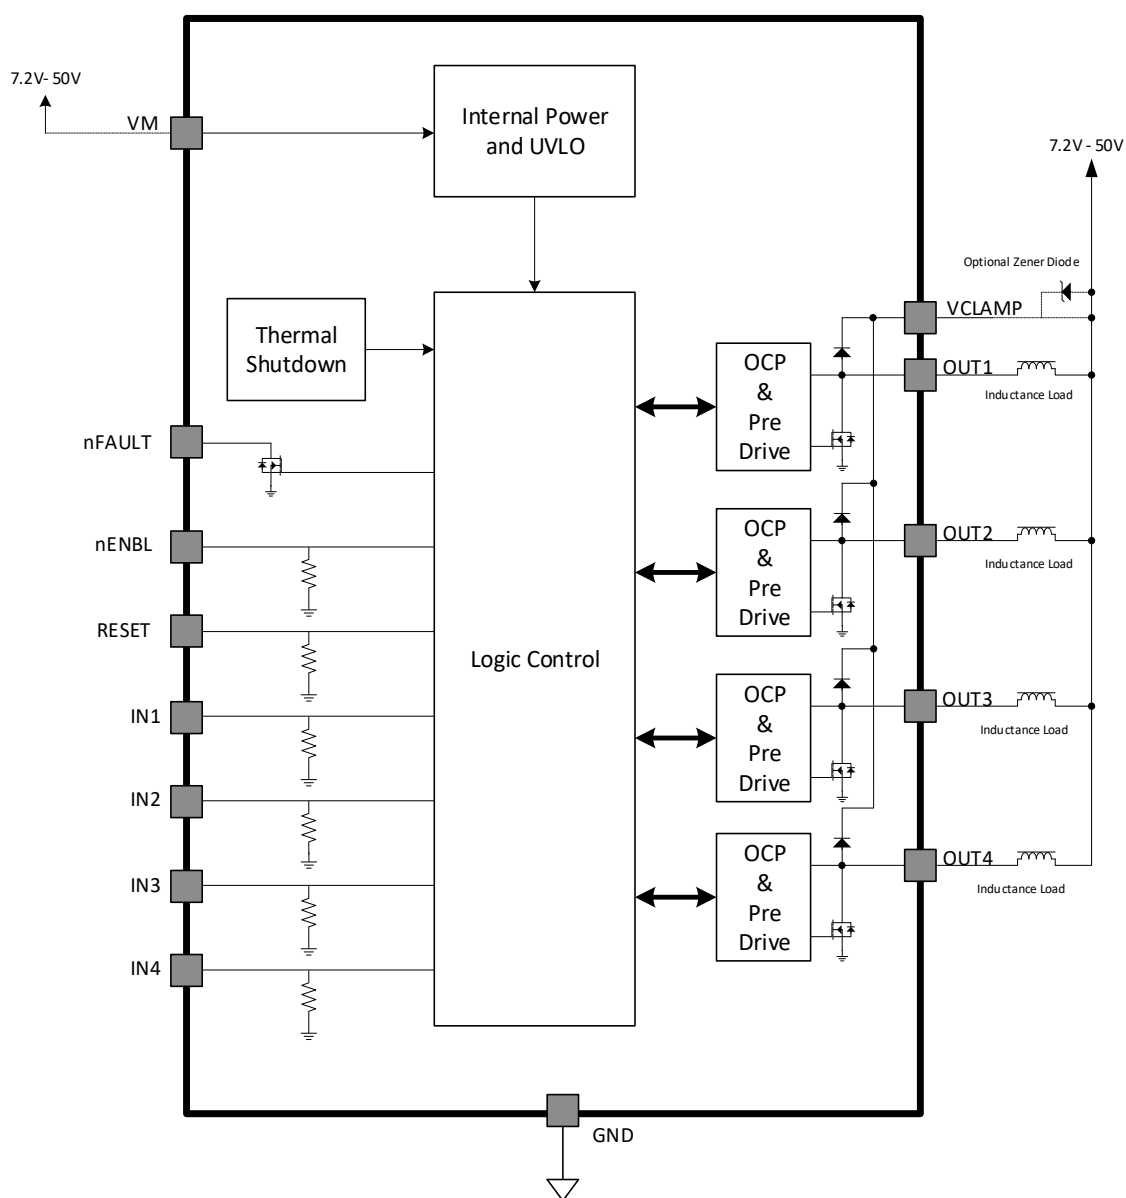 7.2V- 50V
VM
Internal Power
and UVLO
7.2V - 50V
Optional Zener Diode
VCLAMP
Thermal
Shutdown
OCP
&
Pre
Drive
OUT1
Inductance Load
nFAULT
nENBL
OCP
&
Pre
Drive
OUT2
Inductance Load
RESET
Logic Control
IN1
OCP
&
Pre
Drive
OUT3
Inductance Load
IN2
IN3
OCP
&
Pre
Drive
OUT4
Inductance Load
IN4
GND